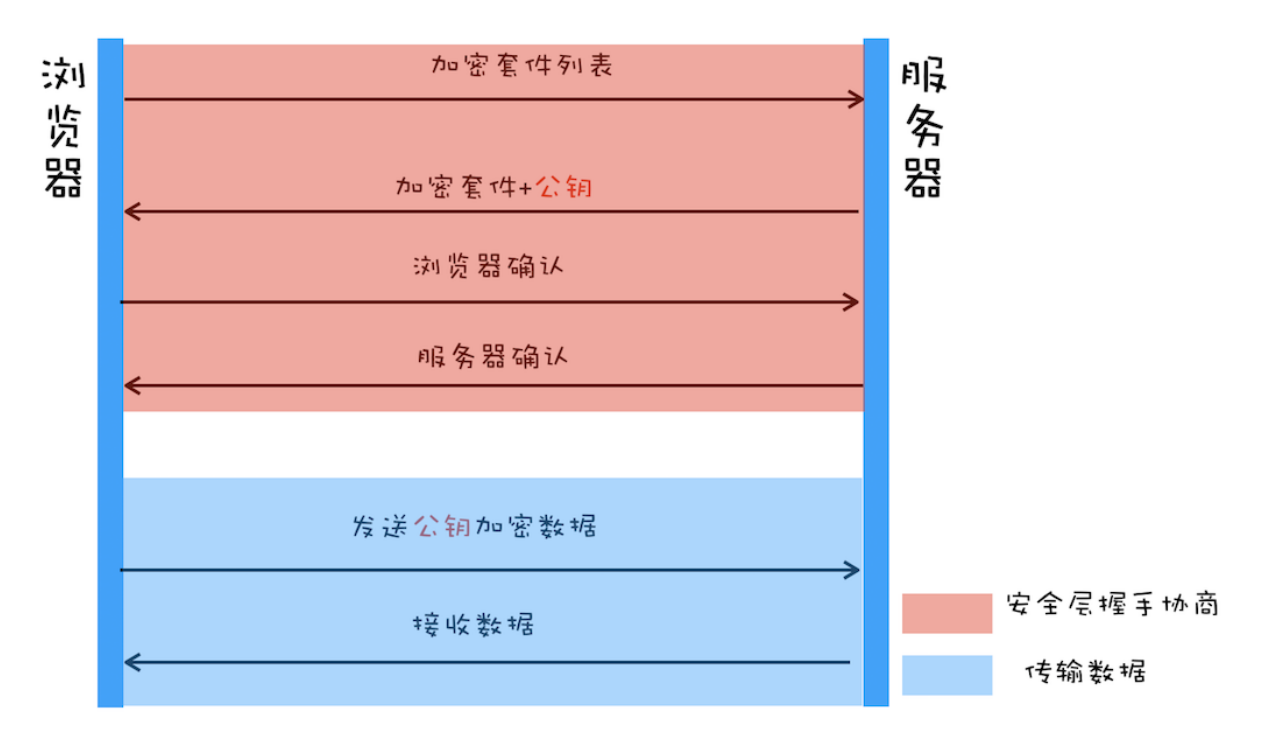 浏览器
服务器
加密套件列表
加密套件+公钥
浏览器确认
服务器确认
发送公钥加密数据
接收数据
安全层握手协商
传输数据